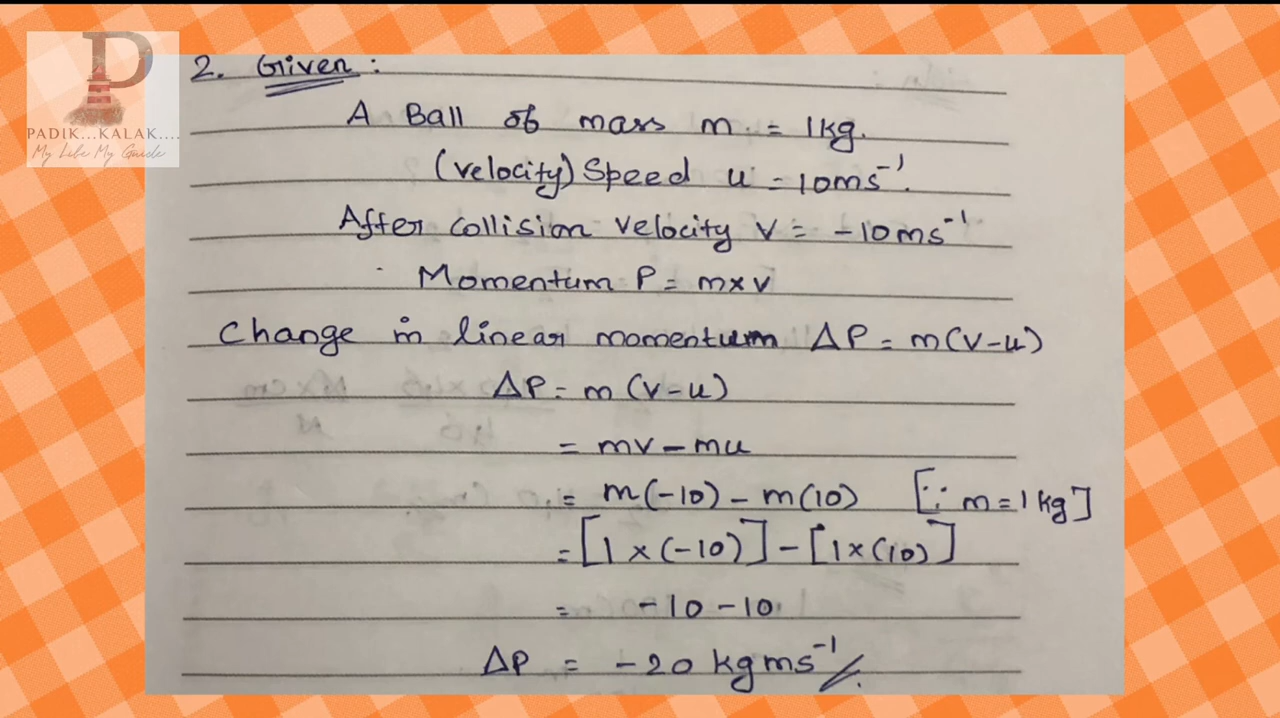 PADIK...KALAK....
My Life My Guide
2. Given :
A Ball of mass m = 1kg.
(velocity) Speed u = 10ms⁻¹.
After collision velocity v = -10ms⁻¹
Momentum P = m×v
Change in linear momentum ΔP = m(v-u)
ΔP = m(v-u)
= mv - mu
= m(-10) - m(10) [∵ m=1kg]
= [1×(-10)] - [1×(10)]
= -10 -10
ΔP = -20 kgms⁻¹//.